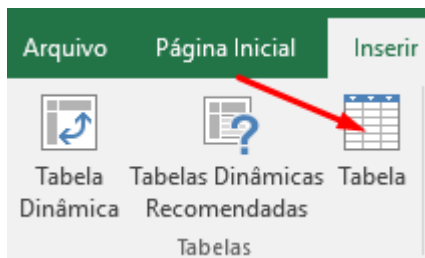 Arquivo Página Inicial Inserir
Tabela Tabelas Dinâmicas Tabela
Dinâmica Recomendadas
Tabelas